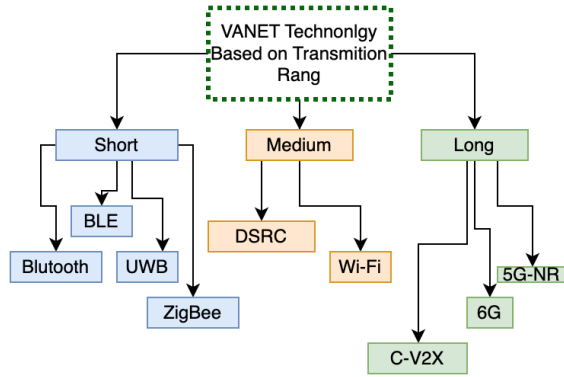 VANET Technonlgy
Based on Transmition
Rang
Short
Medium
Long
BLE
DSRC
Blutooth
UWB
Wi-Fi
5G-NR
ZigBee
6G
C-V2X